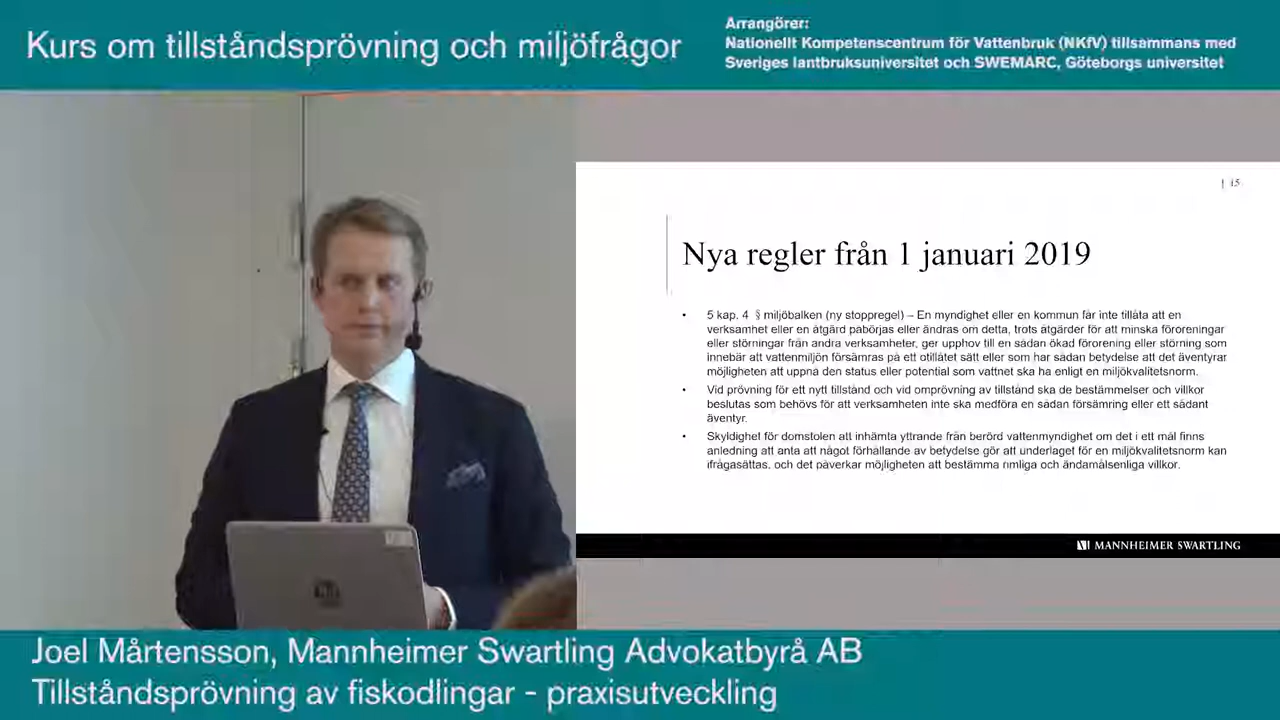 Kurs om tillståndsprövning och miljöfrågor
Arrangörer:
Nationellt Kompetenscentrum för Vattenbruk (NKfV) tillsammans med
Sveriges lantbruksuniversitet och SWEMARC, Göteborgs universitet
| 15
Nya regler från 1 januari 2019
• 5 kap. 4 § miljöbalken (ny stoppregel) – En myndighet eller en kommun får inte tillåta att en
verksamhet eller en åtgärd påbörjas eller ändras om detta, trots åtgärder för att minska föroreningar
eller störningar från andra verksamheter, ger upphov till en sådan ökad förorening eller störning som
innebär att vattenmiljön försämras på ett otillåtet sätt eller som har sådan betydelse att det äventyrar
möjligheten att uppnå den status eller potential som vattnet ska ha enligt en miljökvalitetsnorm.
• Vid prövning för ett nytt tillstånd och vid omprövning av tillstånd ska de bestämmelser och villkor
beslutas som behövs för att verksamheten inte ska medföra en sådan försämring eller ett sådant
äventyr.
• Skyldighet för domstolen att inhämta yttrande från berörd vattenmyndighet om det i ett mål finns
anledning att anta att något förhållande av betydelse gör att underlaget för en miljökvalitetsnorm kan
ifrågasättas, och det påverkar möjligheten att bestämma rimliga och ändamålsenliga villkor.
MANNHEIMER SWARTLING
Joel Mårtensson, Mannheimer Swartling Advokatbyrå AB
Tillståndsprövning av fiskodlingar - praxisutveckling